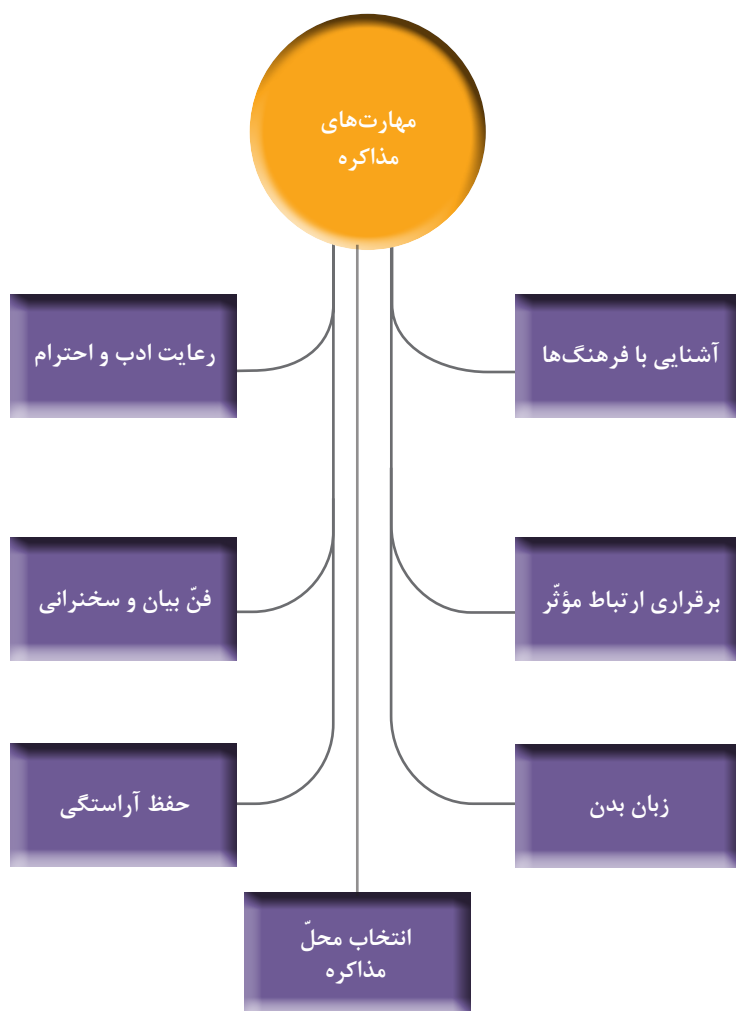 مهارت‌های
مذاکره
آشنایی با فرهنگ‌ها
رعایت ادب و احترام
برقراری ارتباط مؤثّر
فنّ بیان و سخنرانی
زبان بدن
حفظ آراستگی
انتخاب محلّ
مذاکره